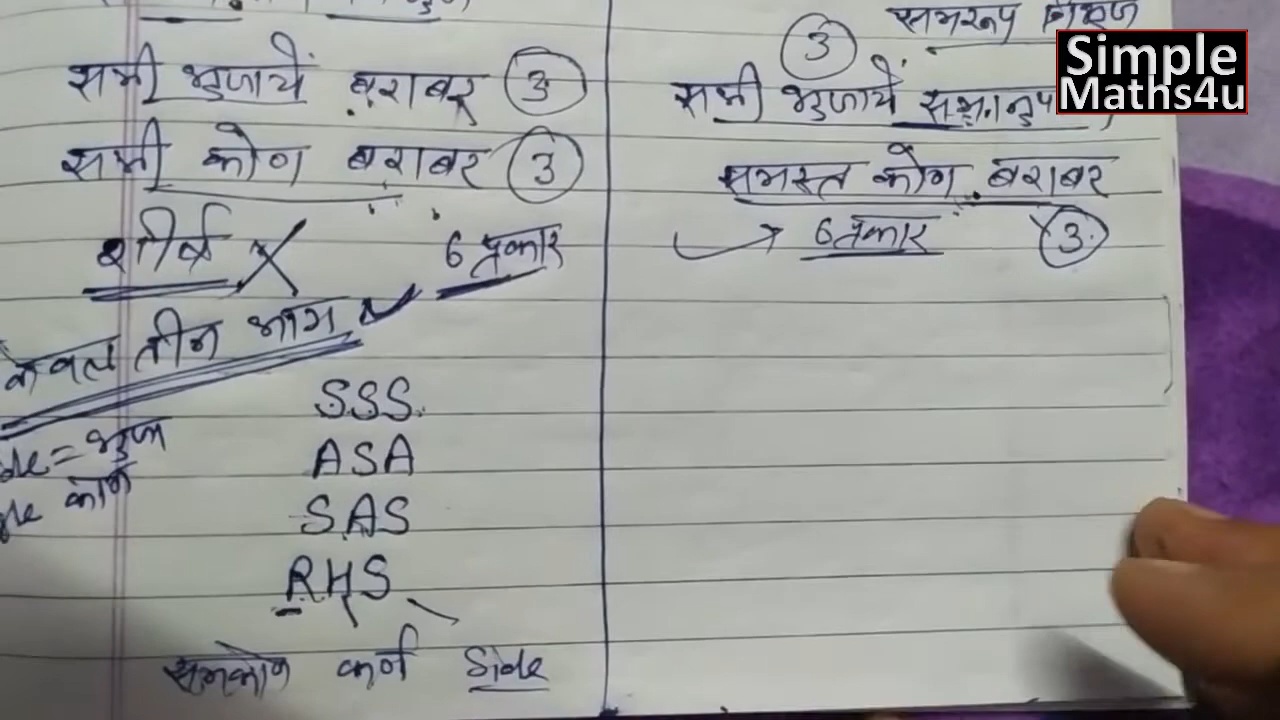 सभी भुजायें बराबर ③
सभी कोण बराबर ③
शीर्ष ✗ 6 प्रकार
केवल तीन भाग ✓
= भुजा
कोण
SSS
ASA
SAS
RHS
समकोण कर्ण Side
समरूप त्रिभुज
③
सभी भुजायें
समस्त कोण बराबर
6 प्रकार ③
Simple
Maths4u